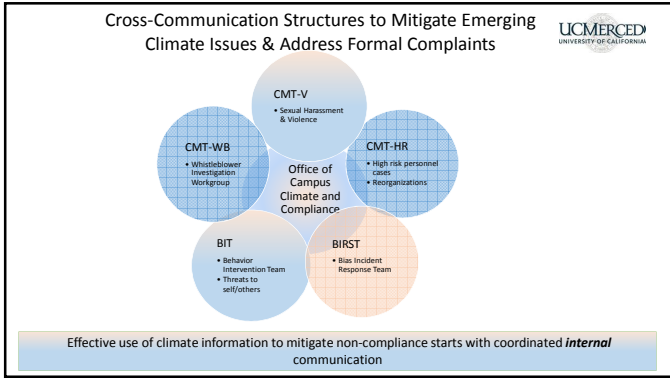 Cross-Communication Structures to Mitigate Emerging
Climate Issues & Address Formal Complaints
UCMERCED
UNIVERSITY OF CALIFORNIA
CMT-V
• Sexual Harassment
& Violence
CMT-WB
• Whistleblower
Investigation
Workgroup
CMT-HR
• High risk personnel
cases
• Reorganizations
Office of
Campus
Climate and
Compliance
BIT
• Behavior
Intervention Team
• Threats to
self/others
BIRST
• Bias Incident
Response Team
Effective use of climate information to mitigate non-compliance starts with coordinated internal
communication